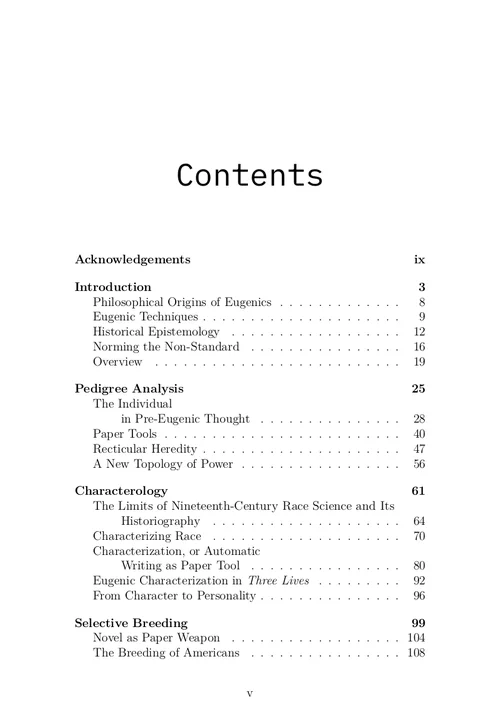 Contents
Acknowledgements ix
Introduction 3
Philosophical Origins of Eugenics . . . . . . . . . . . . . 8
Eugenic Techniques . . . . . . . . . . . . . . . . . . . . . 9
Historical Epistemology . . . . . . . . . . . . . . . . . . 12
Norming the Non-Standard . . . . . . . . . . . . . . . . 16
Overview . . . . . . . . . . . . . . . . . . . . . . . . . . 19
Pedigree Analysis 25
The Individual
in Pre-Eugenic Thought . . . . . . . . . . . . . . . 28
Paper Tools . . . . . . . . . . . . . . . . . . . . . . . . . 40
Recticular Heredity . . . . . . . . . . . . . . . . . . . . . 47
A New Topology of Power . . . . . . . . . . . . . . . . . 56
Characterology 61
The Limits of Nineteenth-Century Race Science and Its
Historiography . . . . . . . . . . . . . . . . . . . . 64
Characterizing Race . . . . . . . . . . . . . . . . . . . . 70
Characterization, or Automatic
Writing as Paper Tool . . . . . . . . . . . . . . . . 80
Eugenic Characterization in Three Lives . . . . . . . . . 92
From Character to Personality . . . . . . . . . . . . . . . 96
Selective Breeding 99
Novel as Paper Weapon . . . . . . . . . . . . . . . . . . 104
The Breeding of Americans . . . . . . . . . . . . . . . . 108
v